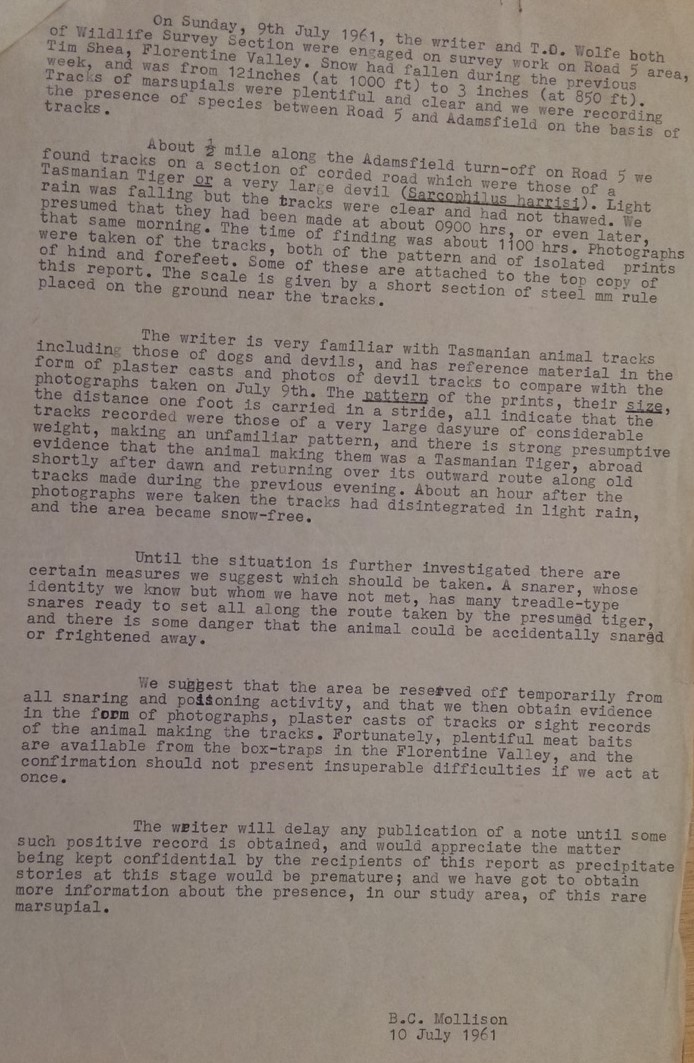 On Sunday, 9th July 1961, the writer and T.O. Wolfe both
of Wildlife Survey Section were engaged on survey work on Road 5 area,
Tim Shea, Florentine Valley. Snow had fallen during the previous
week, and was from 12inches (at 1000 ft) to 3 inches (at 850 ft).
Tracks of marsupials were plentiful and clear and we were recording
the presence of species between Road 5 and Adamsfield on the basis of
tracks.
About ½ mile along the Adamsfield turn-off on Road 5 we
found tracks on a section of corded road which were those of a
Tasmanian Tiger or a very large devil (Sarcophilus harrisi). Light
rain was falling but the tracks were clear and had not thawed. We
presumed that they had been made at about 0900 hrs, or even later,
that same morning. The time of finding was about 1100 hrs. Photographs
were taken of the tracks, both of the pattern and of isolated prints
of hind and forefeet. Some of these are attached to the top copy of
this report. The scale is given by a short section of steel mm rule
placed on the ground near the tracks.
The writer is very familiar with Tasmanian animal tracks
including those of dogs and devils, and has reference material in the
form of plaster casts and photos of devil tracks to compare with the
photographs taken on July 9th. The pattern of the prints, their size,
the distance one foot is carried in a stride, all indicate that the
tracks recorded were those of a very large dasyure of considerable
weight, making an unfamiliar pattern, and there is strong presumptive
evidence that the animal making them was a Tasmanian Tiger, abroad
shortly after dawn and returning over its outward route along old
tracks made during the previous evening. About an hour after the
photographs were taken the tracks had disintegrated in light rain,
and the area became snow-free.
Until the situation is further investigated there are
certain measures we suggest which should be taken. A snarer, whose
identity we know but whom we have not met, has many treadle-type
snares ready to set all along the route taken by the presumed tiger,
and there is some danger that the animal could be accidentally snared
or frightened away.
We suggest that the area be reserved off temporarily from
all snaring and poisoning activity, and that we then obtain evidence
in the form of photographs, plaster casts of tracks or sight records
of the animal making the tracks. Fortunately, plentiful meat baits
are available from the box-traps in the Florentine Valley, and the
confirmation should not present insuperable difficulties if we act at
once.
The writer will delay any publication of a note until some
such positive record is obtained, and would appreciate the matter
being kept confidential by the recipients of this report as precipitate
stories at this stage would be premature; and we have got to obtain
more information about the presence, in our study area, of this rare
marsupial.
B.C. Mollison
10 July 1961